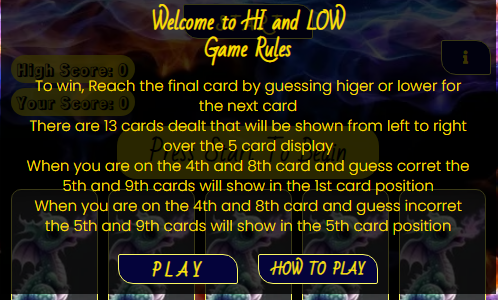 Welcome to HI and LOW
Game Rules
High Score: 0
i
Your Score: 0
To win, Reach the final card by guessing higer or lower for
the next card
There are 13 cards dealt that will be shown from left to right
over the 5 card display
Press Start To Begin
When you are on the 4th and 8th card and guess corret the
5th and 9th cards will show in the 1st card position
When you are on the 4th and 8th card and guess incorret
the 5th and 9th cards will show in the 5th card position
PLAY
HOW TO PLAY